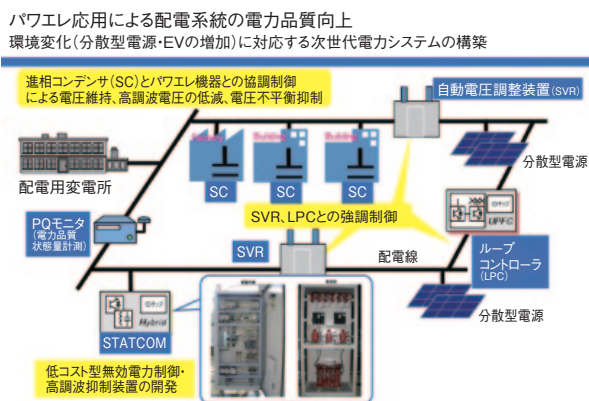 パワエレ応用による配電系統の電力品質向上
環境変化(分散型電源・EVの増加)に対応する次世代電力システムの構築
進相コンデンサ(SC)とパワエレ機器との協調制御
による電圧維持、高調波電圧の低減、電圧不平衡抑制
自動電圧調整装置(SVR)
Building
Building
分散型電源
配電用変電所
SC
SC
SC
UPFC
SVR、LPCとの強調制御
PQモニタ
(電力品質
状態量計測)
SVR
配電線
ループ
コントローラ
(LPC)
Hybrid
STATCOM
分散型電源
低コスト型無効電力制御・
高調波抑制装置の開発